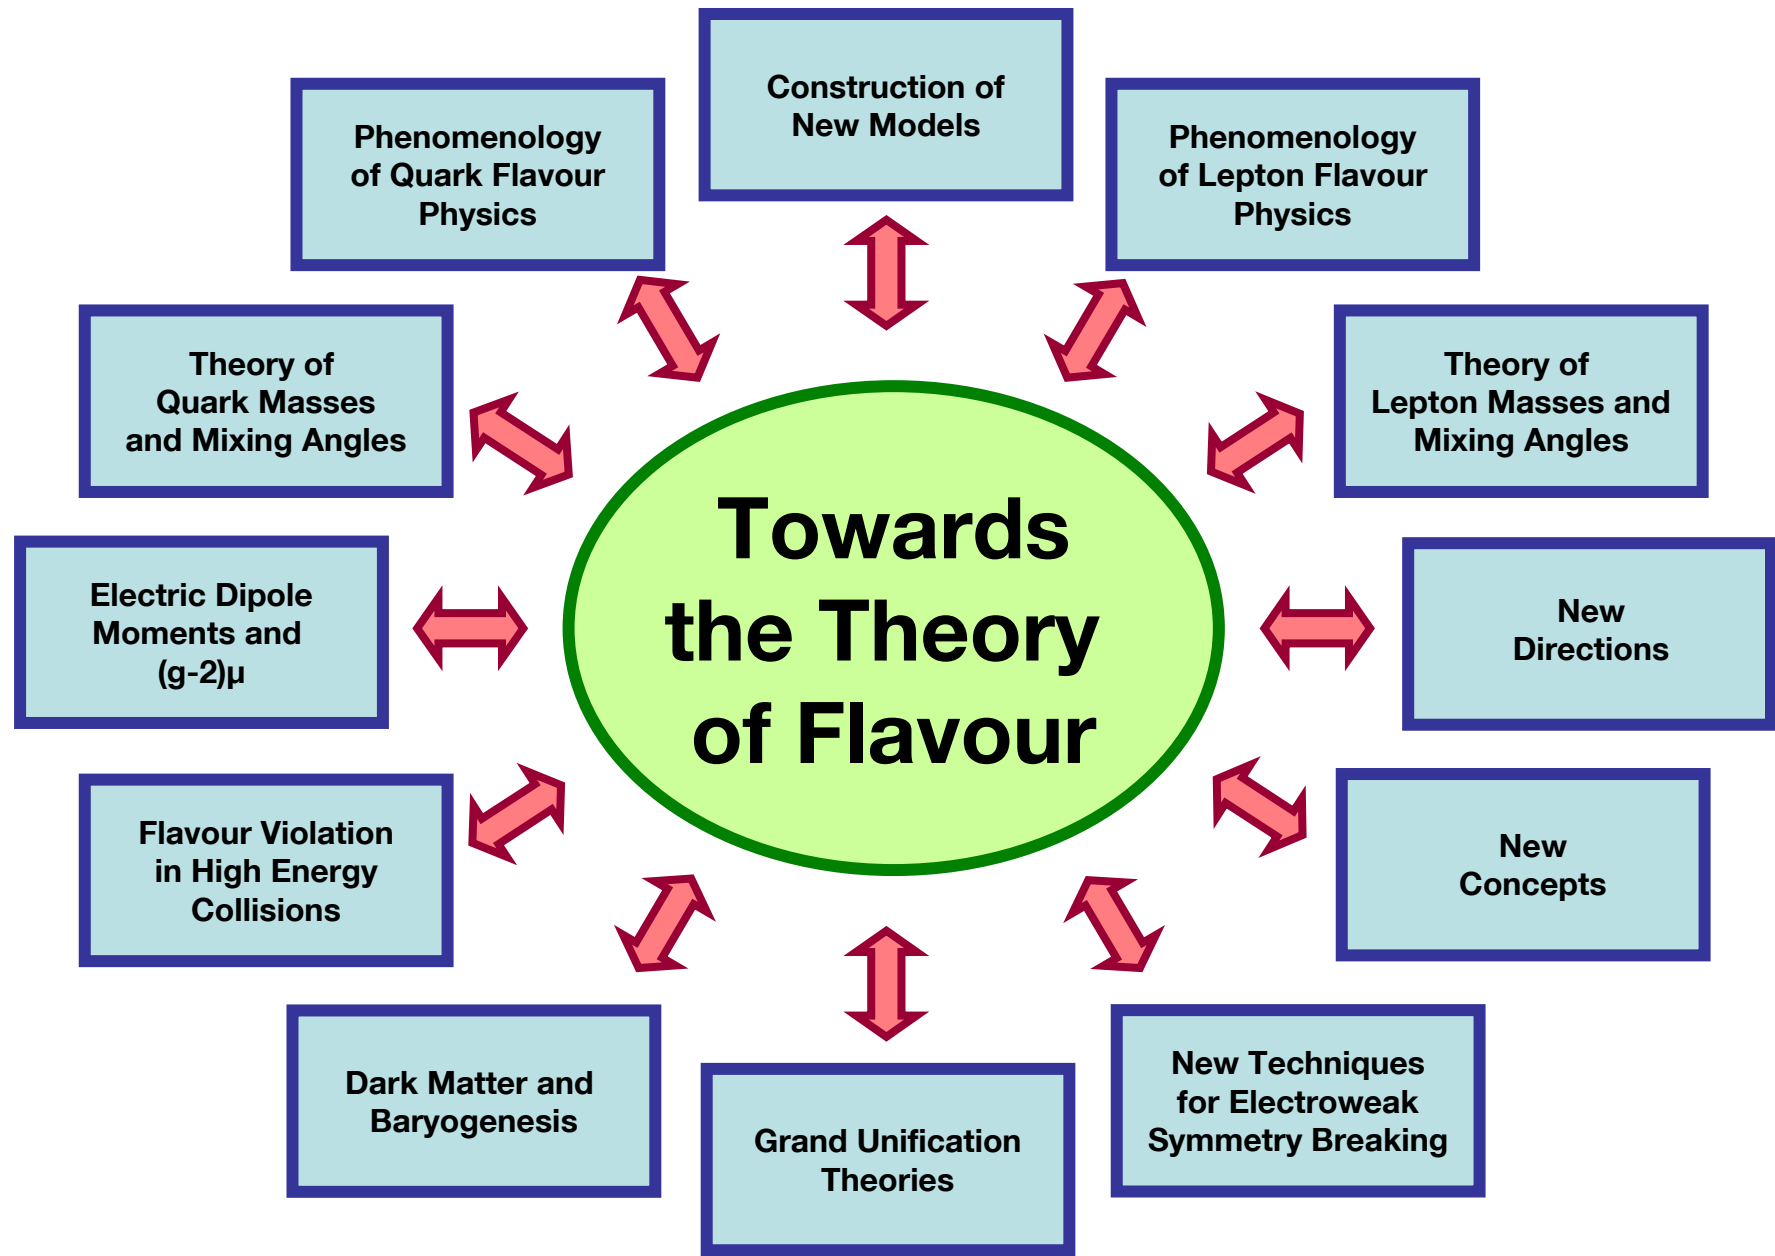 Construction of
New Models
Phenomenology
of Quark Flavour
Physics
Phenomenology
of Lepton Flavour
Physics
Theory of
Quark Masses
and Mixing Angles
Theory of
Lepton Masses and
Mixing Angles
Towards
the Theory
of Flavour
Electric Dipole
Moments and
(g-2)μ
New
Directions
Flavour Violation
in High Energy
Collisions
New
Concepts
Dark Matter and
Baryogenesis
Grand Unification
Theories
New Techniques
for Electroweak
Symmetry Breaking